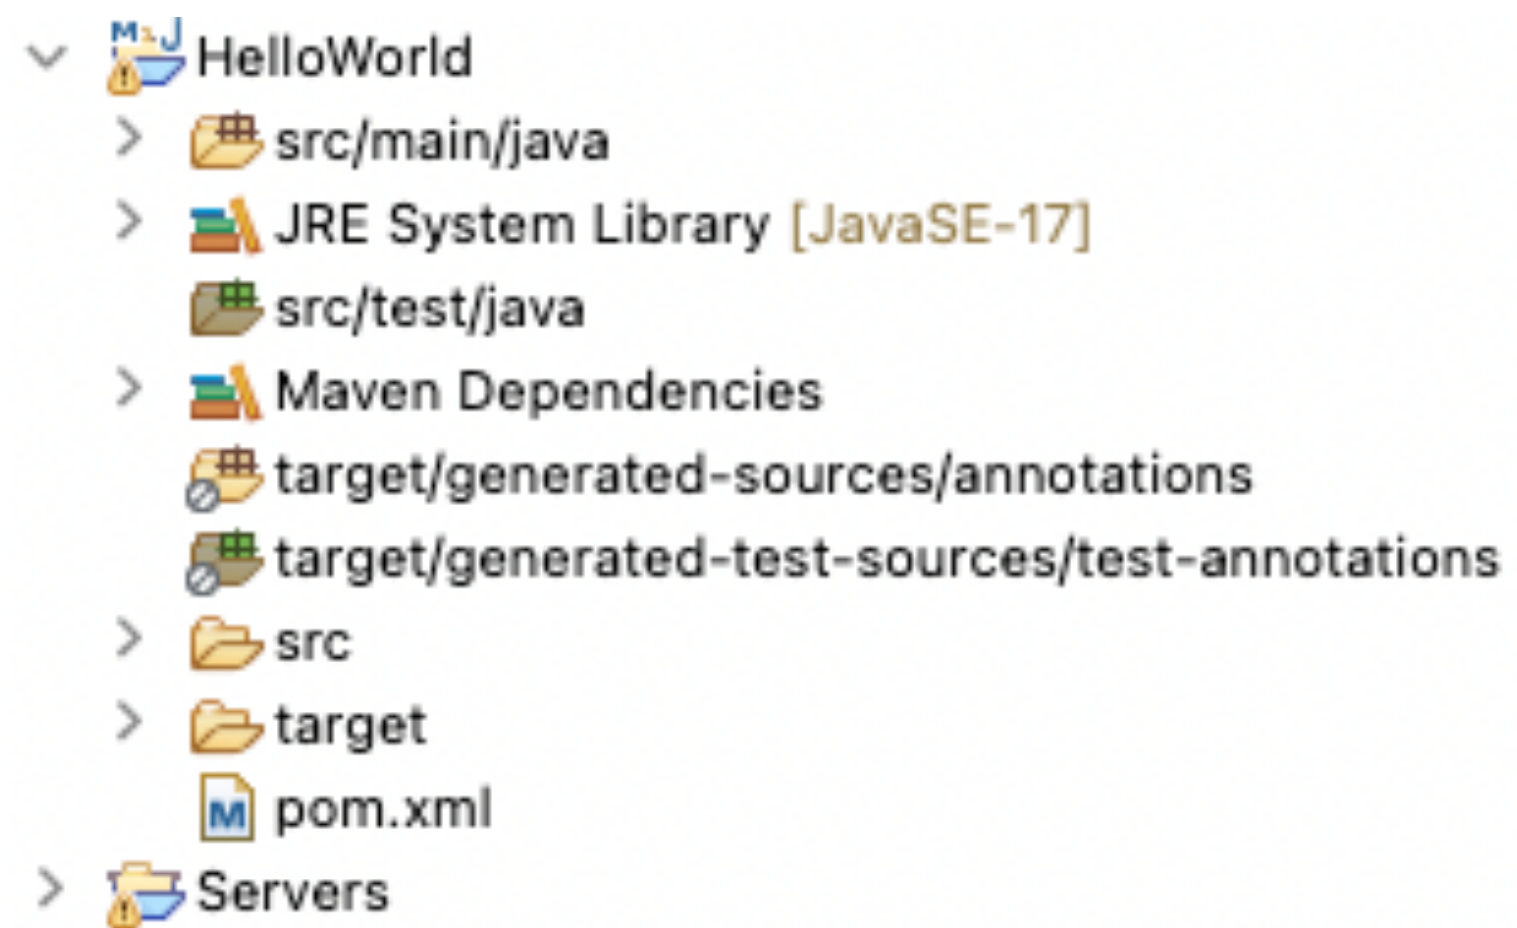 HelloWorld
src/main/java
JRE System Library [JavaSE-17]
src/test/java
Maven Dependencies
target/generated-sources/annotations
target/generated-test-sources/test-annotations
src
target
pom.xml
Servers